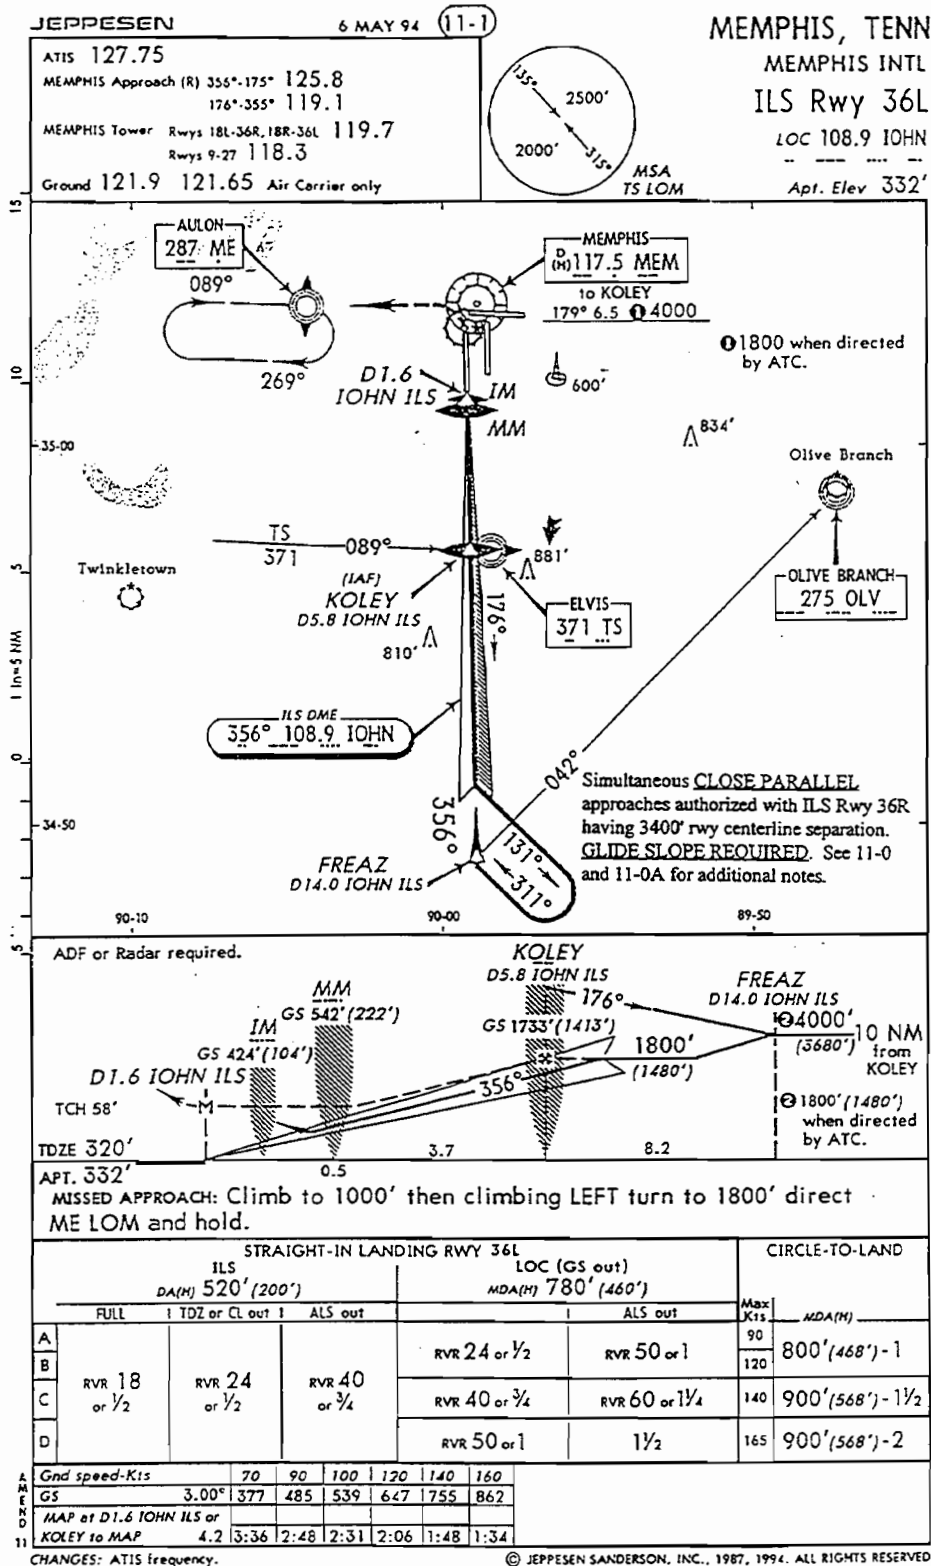 JEPPESEN 6 MAY 94 11-1
MEMPHIS, TENN
MEMPHIS INTL
ILS Rwy 36L
LOC 108.9 IOHN
Apt. Elev 332'
ATIS 127.75
MEMPHIS Approach (R) 356°-175° 125.8
176°-355° 119.1
MEMPHIS Tower Rwys 18L-36R, 18R-36L 119.7
Rwys 9-27 118.3
Ground 121.9 121.65 Air Carrier only
135°
2500'
2000'
315°
MSA
TS LOM
15
AULON
287 ME
089°
269°
MEMPHIS
D
(H) 117.5 MEM
to KOLEY
179° 6.5 1 4000
1 1800 when directed
by ATC.
10
D1.6
IOHN ILS
IM
MM
600'
834'
35-00
Olive Branch
TS
371
089°
Twinkletown
5
(IAF)
KOLEY
D5.8 IOHN ILS
881'
176°
ELVIS
371 TS
OLIVE BRANCH
275 OLV
810'
1 In=5 NM
ILS DME
356° 108.9 IOHN
0
042°
Simultaneous CLOSE PARALLEL
approaches authorized with ILS Rwy 36R
having 3400' rwy centerline separation.
GLIDE SLOPE REQUIRED. See 11-0
and 11-0A for additional notes.
34-50
356°
FREAZ
D14.0 IOHN ILS
131°
311°
90-10 90-00 89-50
5
ADF or Radar required.
KOLEY
D5.8 IOHN ILS
MM
GS 542'(222')
IM
GS 424'(104')
176°
FREAZ
D14.0 IOHN ILS
GS 1733'(1413')
2 4000'
(3680')
10 NM
from
KOLEY
1800'
(1480')
D1.6 IOHN ILS
356°
TCH 58'
M
2 1800'(1480')
when directed
by ATC.
TDZE 320'
3.7 8.2
APT. 332'
0.5
MISSED APPROACH: Climb to 1000' then climbing LEFT turn to 1800' direct
ME LOM and hold.
STRAIGHT-IN LANDING RWY 36L CIRCLE-TO-LAND
ILS LOC (GS out)
DA(H) 520'(200') MDA(H) 780'(460')
FULL TDZ or CL out ALS out ALS out Max Kts MDA(H)
A
B
C
D
RVR 18
or ½
RVR 24
or ½
RVR 40
or ¾
RVR 24 or ½ RVR 50 or 1
90
120
800'(468')-1
RVR 40 or ¾ RVR 60 or 1¼ 140 900'(568')-1½
RVR 50 or 1 1½ 165 900'(568')-2
Gnd speed-Kts 70 90 100 120 140 160
GS 3.00° 377 485 539 647 755 862
MAP at D1.6 IOHN ILS or
KOLEY to MAP 4.2 3:36 2:48 2:31 2:06 1:48 1:34
AMEND 11
CHANGES: ATIS frequency. © JEPPESEN SANDERSON, INC., 1987, 1994. ALL RIGHTS RESERVED